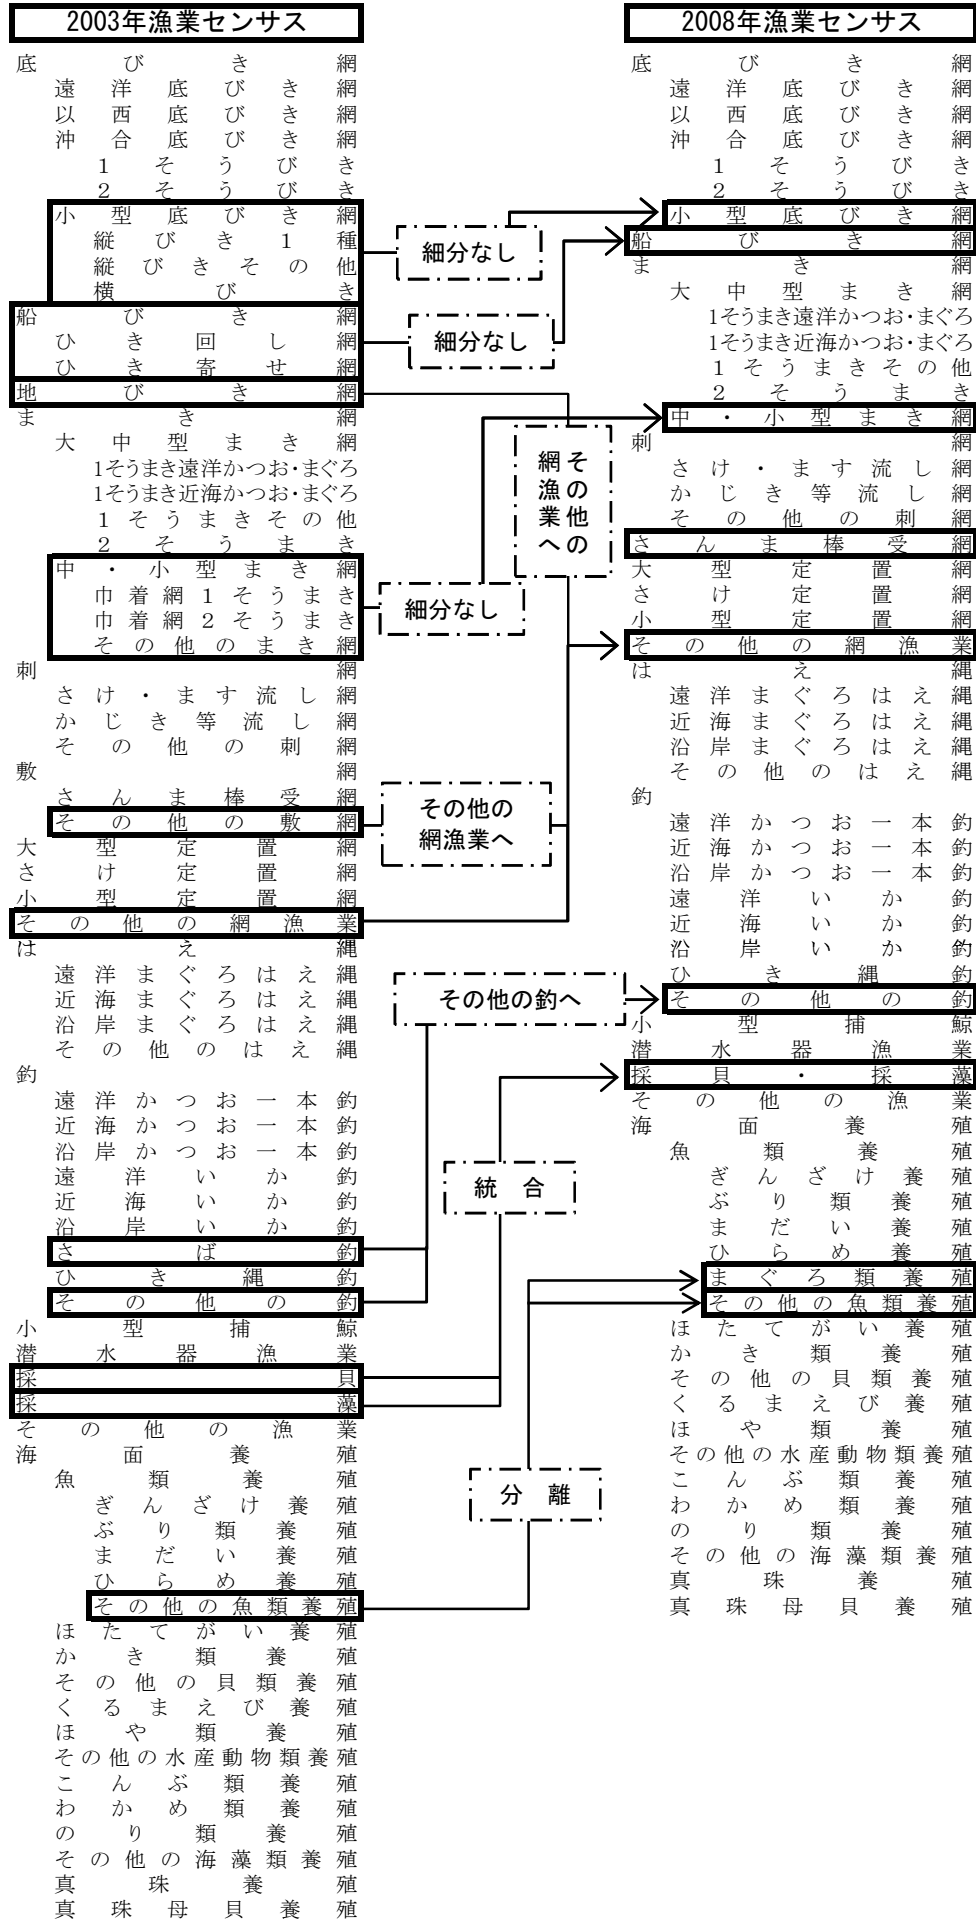 2003年漁業センサス
底びき網
遠洋底びき網
以西底びき網
沖合底びき網
1そうびき
2そうびき
小型底びき網
縦びき1種
縦びきその他
横びき
船びき網
ひき回し網
ひき寄せ網
地びき網
まき網
大中型まき網
1そうまき遠洋かつお・まぐろ
1そうまき近海かつお・まぐろ
1そうまきその他
2そうまき
中・小型まき網
巾着網1そうまき
巾着網2そうまき
その他のまき網
刺網
さけ・ます流し網
かじき等流し網
その他の刺網
敷網
さんま棒受網
その他の敷網
大型定置網
さけ定置網
小型定置網
その他の網漁業
はえ縄
遠洋まぐろはえ縄
近海まぐろはえ縄
沿岸まぐろはえ縄
その他のはえ縄
釣
遠洋かつお一本釣
近海かつお一本釣
沿岸かつお一本釣
遠洋いか釣
近海いか釣
沿岸いか釣
さば釣
ひき縄釣
その他の釣
小型捕鯨
潜水器漁業
採貝
採藻
その他の漁業
海面養殖
魚類養殖
ぎんざけ養殖
ぶり類養殖
まだい養殖
ひらめ養殖
その他の魚類養殖
ほたてがい養殖
かき類養殖
その他の貝類養殖
くるまえび養殖
ほや類養殖
その他の水産動物類養殖
こんぶ類養殖
わかめ類養殖
のり類養殖
その他の海藻類養殖
真珠養殖
真珠母貝養殖
細分なし
細分なし
その他の
網漁業への
細分なし
その他の
網漁業へ
その他の釣へ
統合
分離
2008年漁業センサス
底びき網
遠洋底びき網
以西底びき網
沖合底びき網
1そうびき
2そうびき
小型底びき網
船びき網
まき網
大中型まき網
1そうまき遠洋かつお・まぐろ
1そうまき近海かつお・まぐろ
1そうまきその他
2そうまき
中・小型まき網
刺網
さけ・ます流し網
かじき等流し網
その他の刺網
さんま棒受網
大型定置網
さけ定置網
小型定置網
その他の網漁業
はえ縄
遠洋まぐろはえ縄
近海まぐろはえ縄
沿岸まぐろはえ縄
その他のはえ縄
釣
遠洋かつお一本釣
近海かつお一本釣
沿岸かつお一本釣
遠洋いか釣
近海いか釣
沿岸いか釣
ひき縄釣
その他の釣
小型捕鯨
潜水器漁業
採貝・採藻
その他の漁業
海面養殖
魚類養殖
ぎんざけ養殖
ぶり類養殖
まだい養殖
ひらめ養殖
まぐろ類養殖
その他の魚類養殖
ほたてがい養殖
かき類養殖
その他の貝類養殖
くるまえび養殖
ほや類養殖
その他の水産動物類養殖
こんぶ類養殖
わかめ類養殖
のり類養殖
その他の海藻類養殖
真珠養殖
真珠母貝養殖